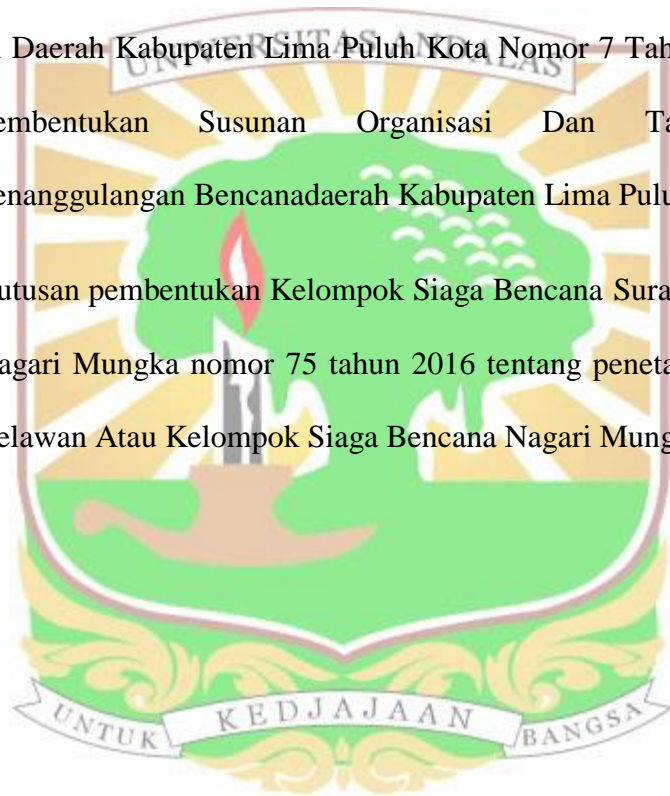 UNIVERSITAS ANDALAS
Daerah Kabupaten Lima Puluh Kota Nomor 7 Tah
embentukan Susunan Organisasi Dan Ta
enanggulangan Bencanadaerah Kabupaten Lima Pulu
utusan pembentukan Kelompok Siaga Bencana Sura
agari Mungka nomor 75 tahun 2016 tentang peneta
elawan Atau Kelompok Siaga Bencana Nagari Mung
UNTUK KEDJAJAAN BANGSA